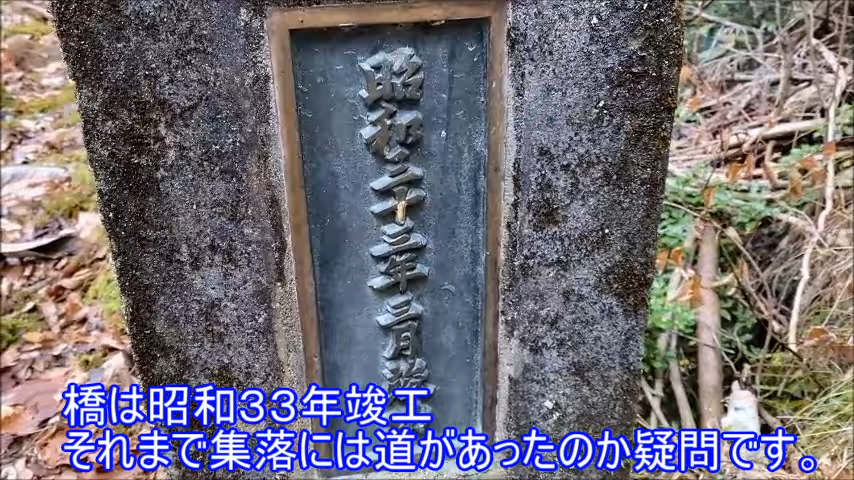 昭和三十三年三月竣
橋は昭和33年竣工
それまで集落には道があったのか疑問です。